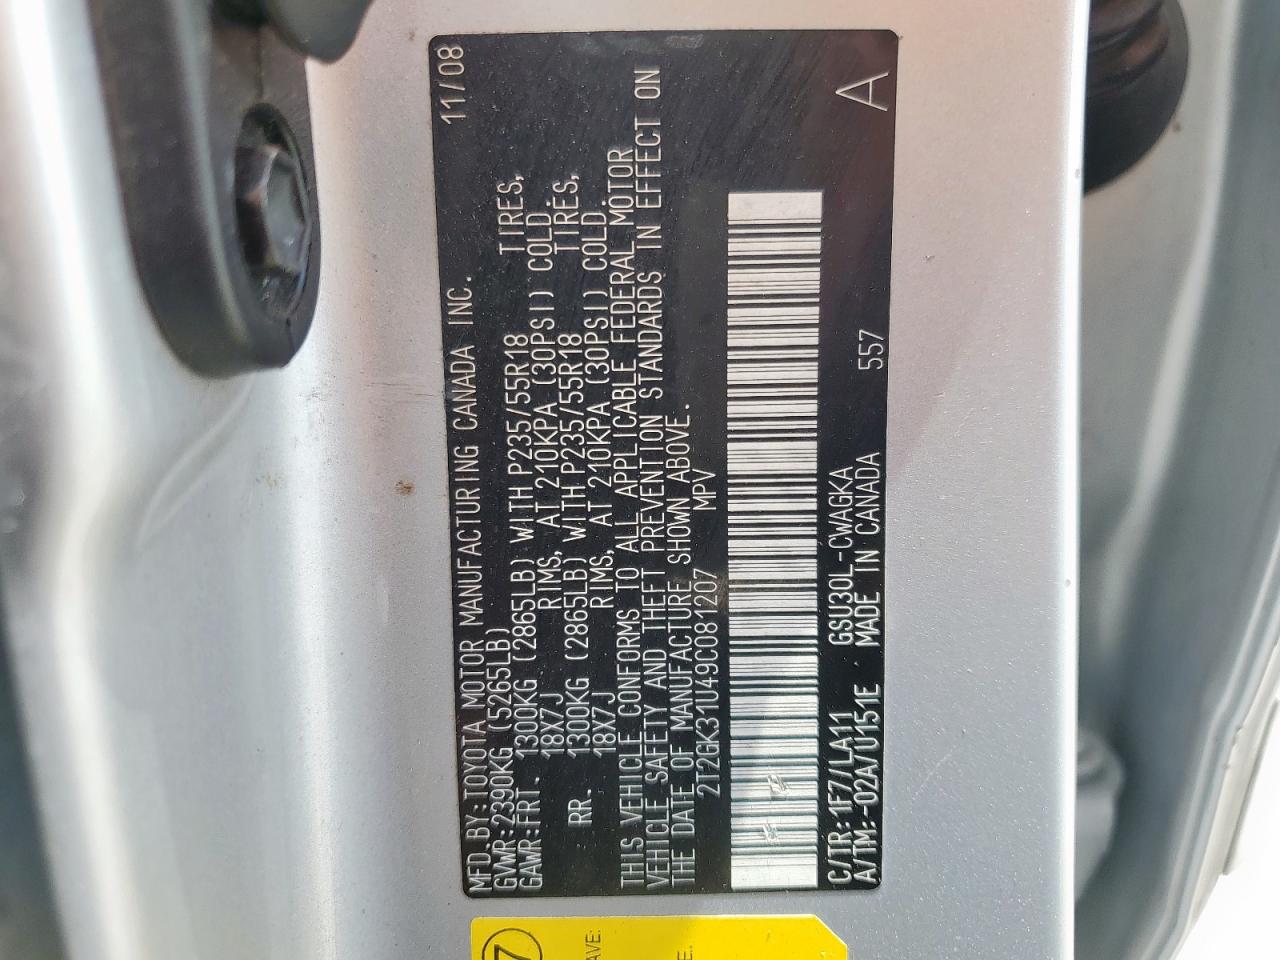 MFD.BY:TOYOTA MOTOR MANUFACTURING CANADA INC. 11/08
GVWR:2390KG (5265LB)
GAWR:FRT. 1300KG (2865LB) WITH P235/55R18 TIRES,
18X7J RIMS, AT 210KPA (30PSI) COLD.
RR. 1300KG (2865LB) WITH P235/55R18 TIRES,
18X7J RIMS, AT 210KPA (30PSI) COLD.
THIS VEHICLE CONFORMS TO ALL APPLICABLE FEDERAL MOTOR
VEHICLE SAFETY AND THEFT PREVENTION STANDARDS IN EFFECT ON
THE DATE OF MANUFACTURE SHOWN ABOVE.
2T2GK31U49C081207 MPV
C/TR:1F7/LA11 GSU30L-CWAGKA
A/TM:-02A/U151E MADE IN CANADA 557 A
7
AVE:
E.